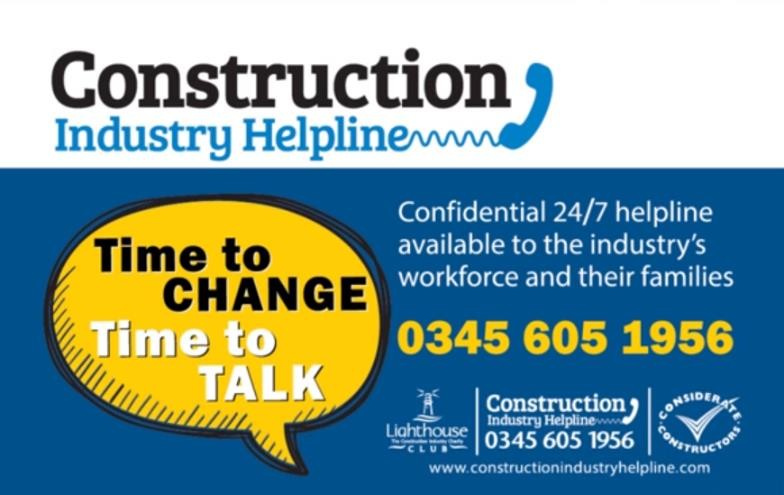 Construction
Industry Helpline
Time to
CHANGE
Time to
TALK
Confidential 24/7 helpline
available to the industry's
workforce and their families
0345 605 1956
Lighthouse
The Construction Industry Charity
CLUB
Construction
Industry Helpline
0345 605 1956
CONSIDERATE
CONSTRUCTORS
www.constructionindustryhelpline.com